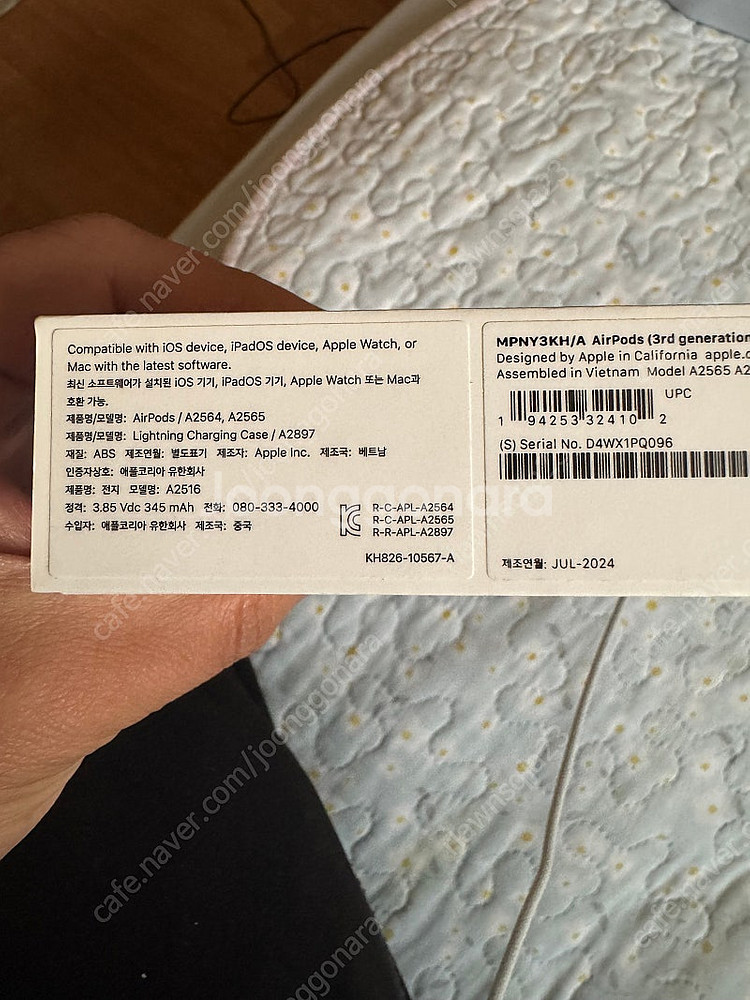 Compatible with iOS device, iPadOS device, Apple Watch, or
Mac with the latest software.
최신 소프트웨어가 설치된 iOS 기기, iPadOS 기기, Apple Watch 또는 Mac과
호환 가능.
제품명/모델명: AirPods / A2564, A2565
제품명/모델명: Lightning Charging Case / A2897
재질: ABS 제조연월: 별도표기 제조자: Apple Inc. 제조국: 베트남
인증자상호: 애플코리아 유한회사
제품명: 전지 모델명: A2516
정격: 3.85 Vdc 345 mAh 전화: 080-333-4000
수입자: 애플코리아 유한회사 제조국: 중국
R-C-APL-A2564
R-C-APL-A2565
R-R-APL-A2897
KH826-10567-A
MPNY3KH/A AirPods (3rd generation
Designed by Apple in California apple.c
Assembled in Vietnam Model A2565 A2
UPC
1 94253 32410 2
(S) Serial No. D4WX1PQ096
제조연월: JUL-2024
Joonggonara
cafe.naver.com/joonggonara
cafe.naver.com/joonggonara